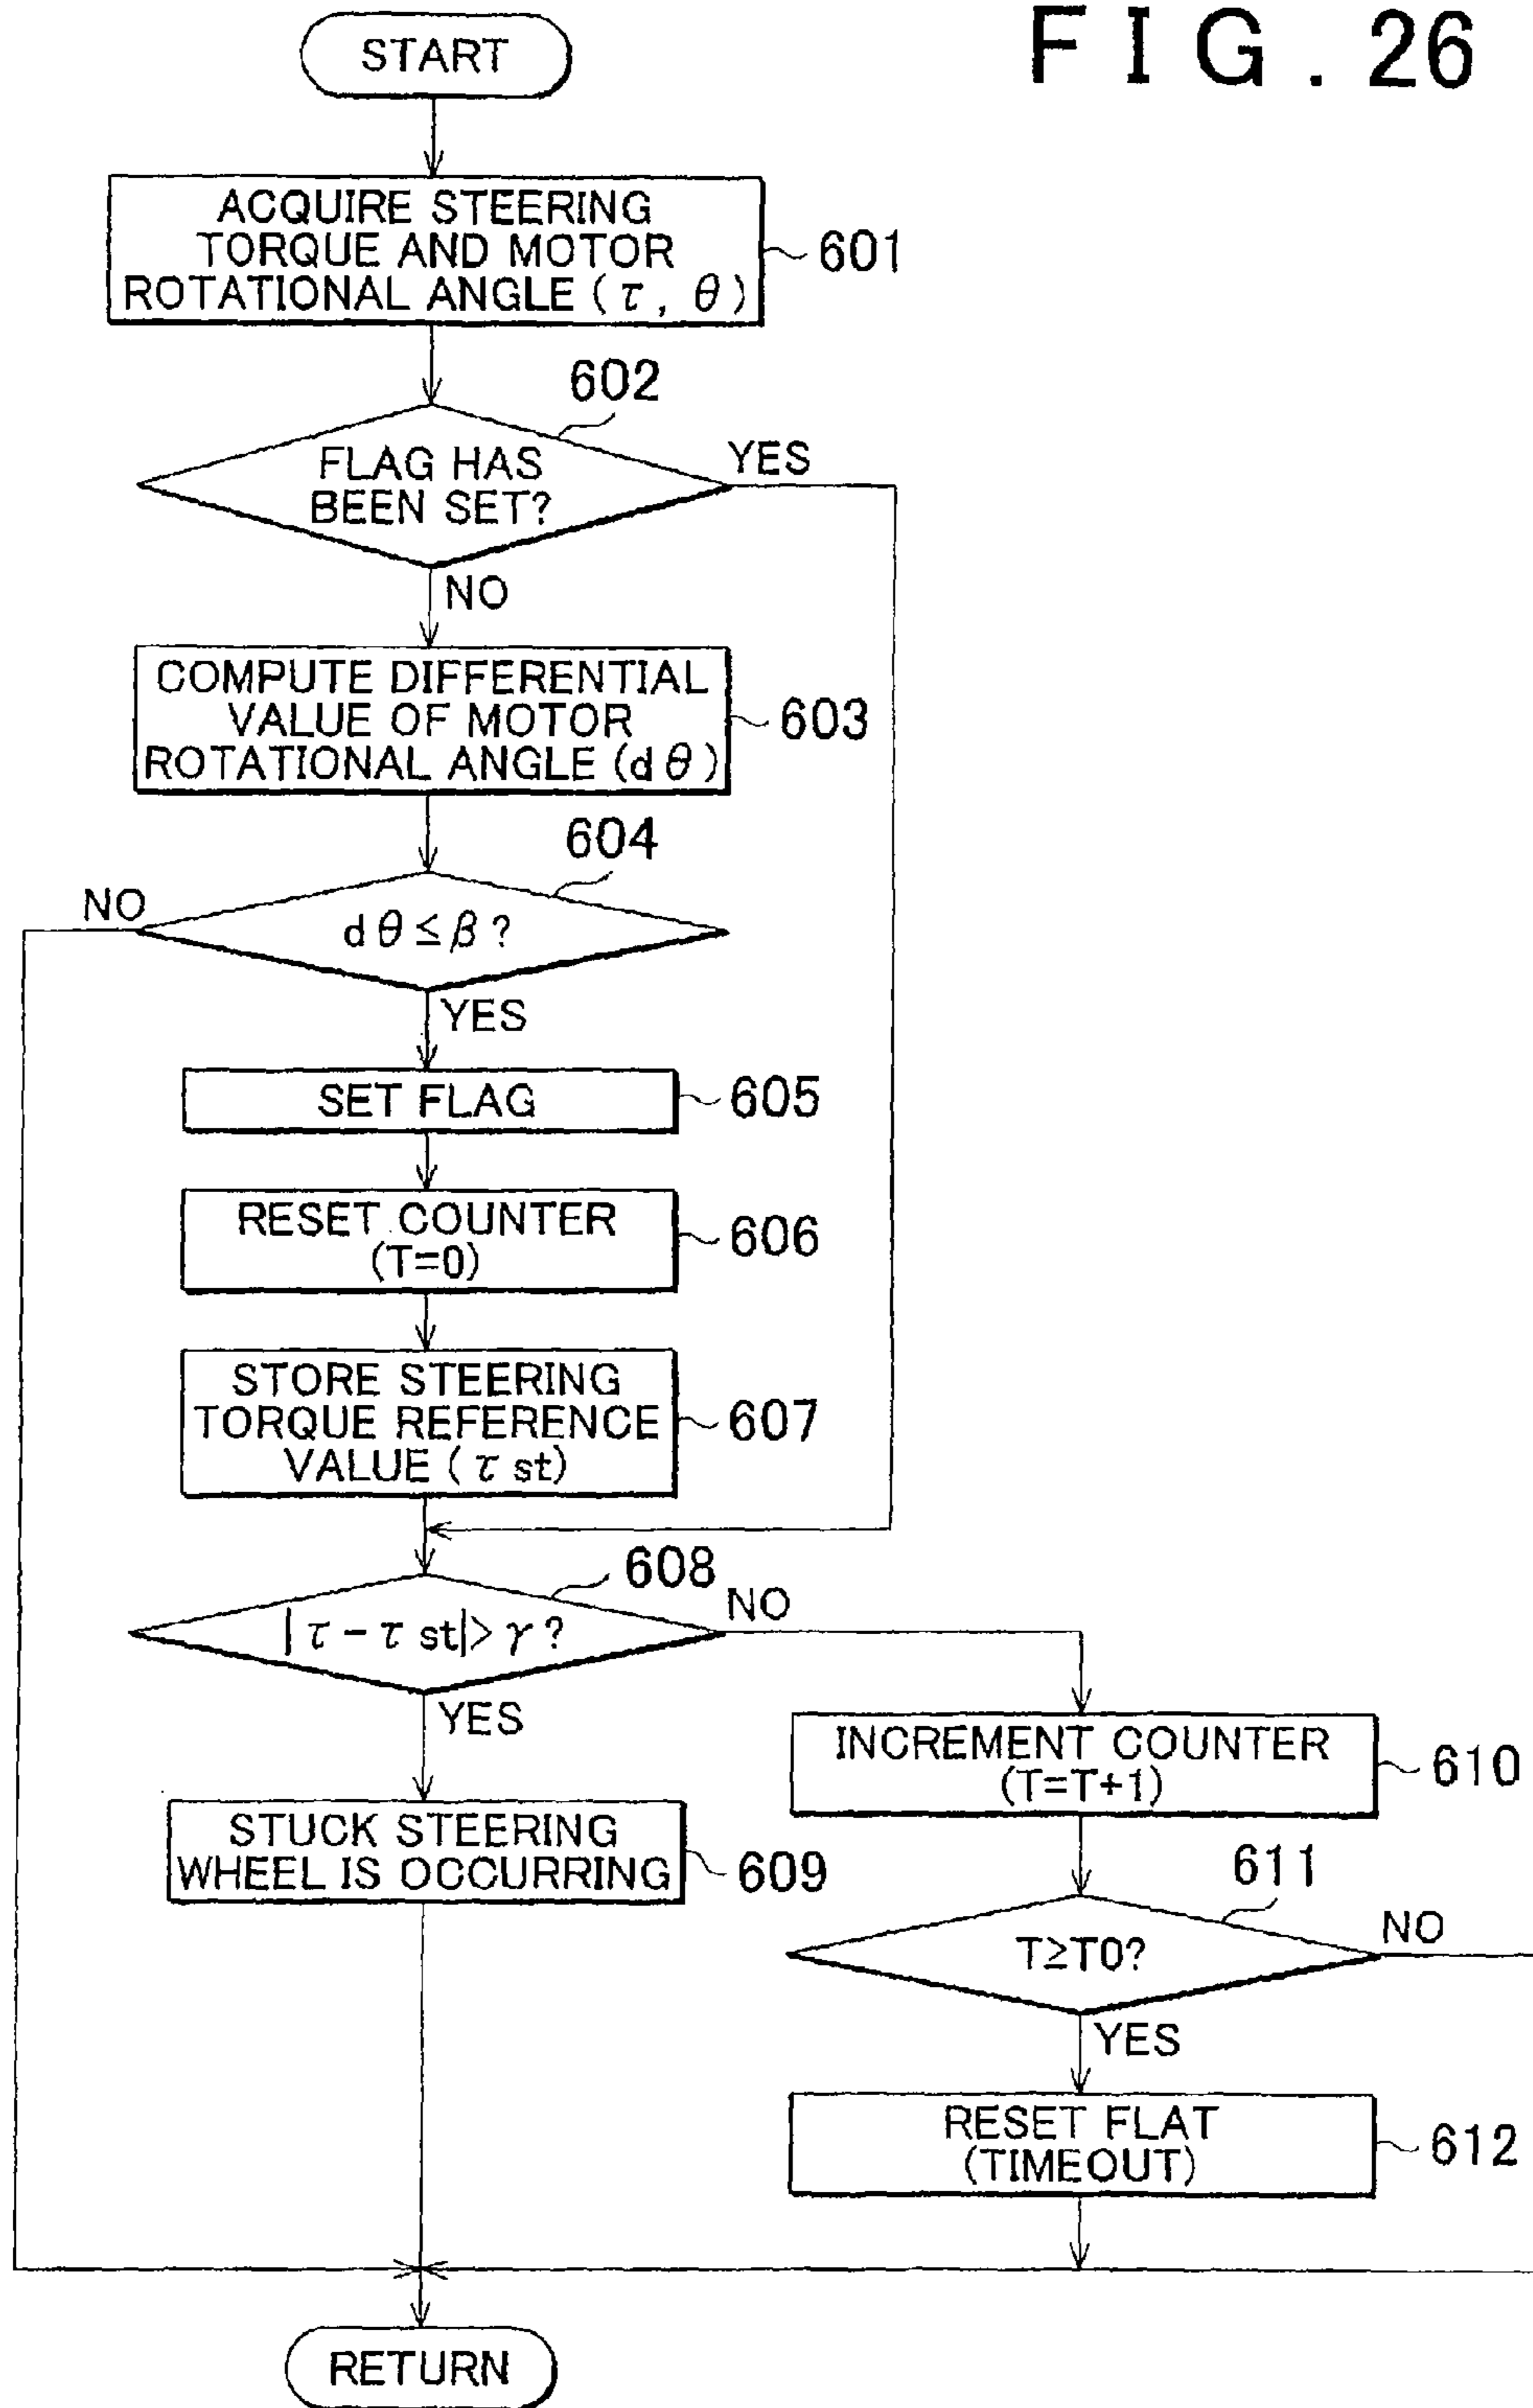 FIG. 26
START
ACQUIRE STEERING
TORQUE AND MOTOR
ROTATIONAL ANGLE (τ, θ)
601
602
FLAG HAS
BEEN SET?
YES
NO
COMPUTE DIFFERENTIAL
VALUE OF MOTOR
ROTATIONAL ANGLE (dθ)
603
604
NO
dθ ≤ β ?
YES
SET FLAG
605
RESET COUNTER
(T=0)
606
STORE STEERING
TORQUE REFERENCE
VALUE (τ st)
607
608
|τ - τ st| > γ ?
NO
YES
INCREMENT COUNTER
(T=T+1)
610
STUCK STEERING
WHEEL IS OCCURRING
609
611
T≥T0?
NO
YES
RESET FLAT
(TIMEOUT)
612
RETURN